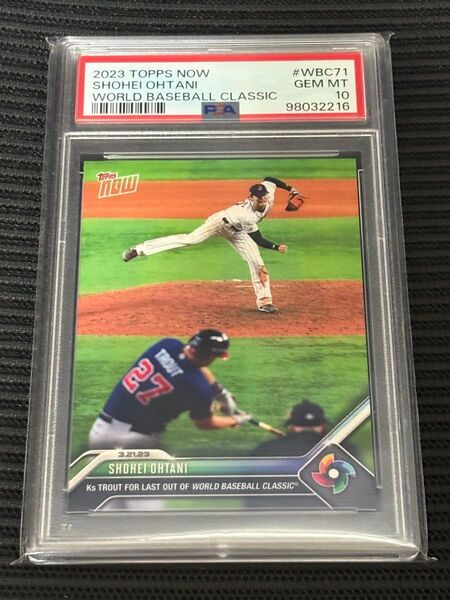 2023 TOPPS NOW #WBC71
SHOHEI OHTANI GEM MT
WORLD BASEBALL CLASSIC 10
PSA 98032216
Topps NOW
TROUT
27
3.21.23
SHOHEI OHTANI
Ks TROUT FOR LAST OUT OF WORLD BASEBALL CLASSIC®